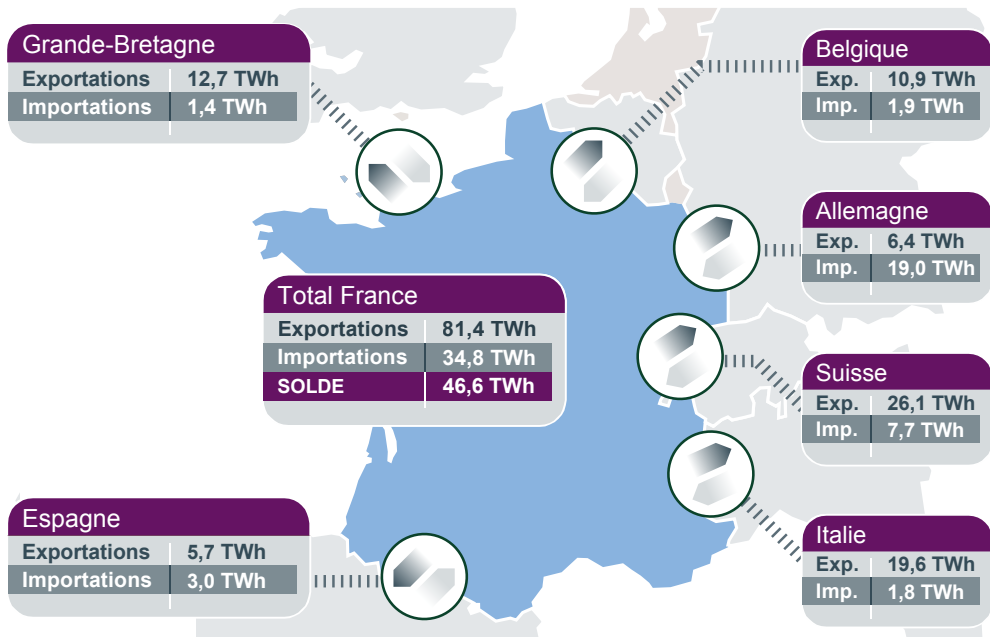 Grande-Bretagne
Exportations 12,7 TWh
Importations 1,4 TWh
Belgique
Exp. 10,9 TWh
Imp. 1,9 TWh
Allemagne
Exp. 6,4 TWh
Imp. 19,0 TWh
Total France
Exportations 81,4 TWh
Importations 34,8 TWh
SOLDE 46,6 TWh
Suisse
Exp. 26,1 TWh
Imp. 7,7 TWh
Espagne
Exportations 5,7 TWh
Importations 3,0 TWh
Italie
Exp. 19,6 TWh
Imp. 1,8 TWh